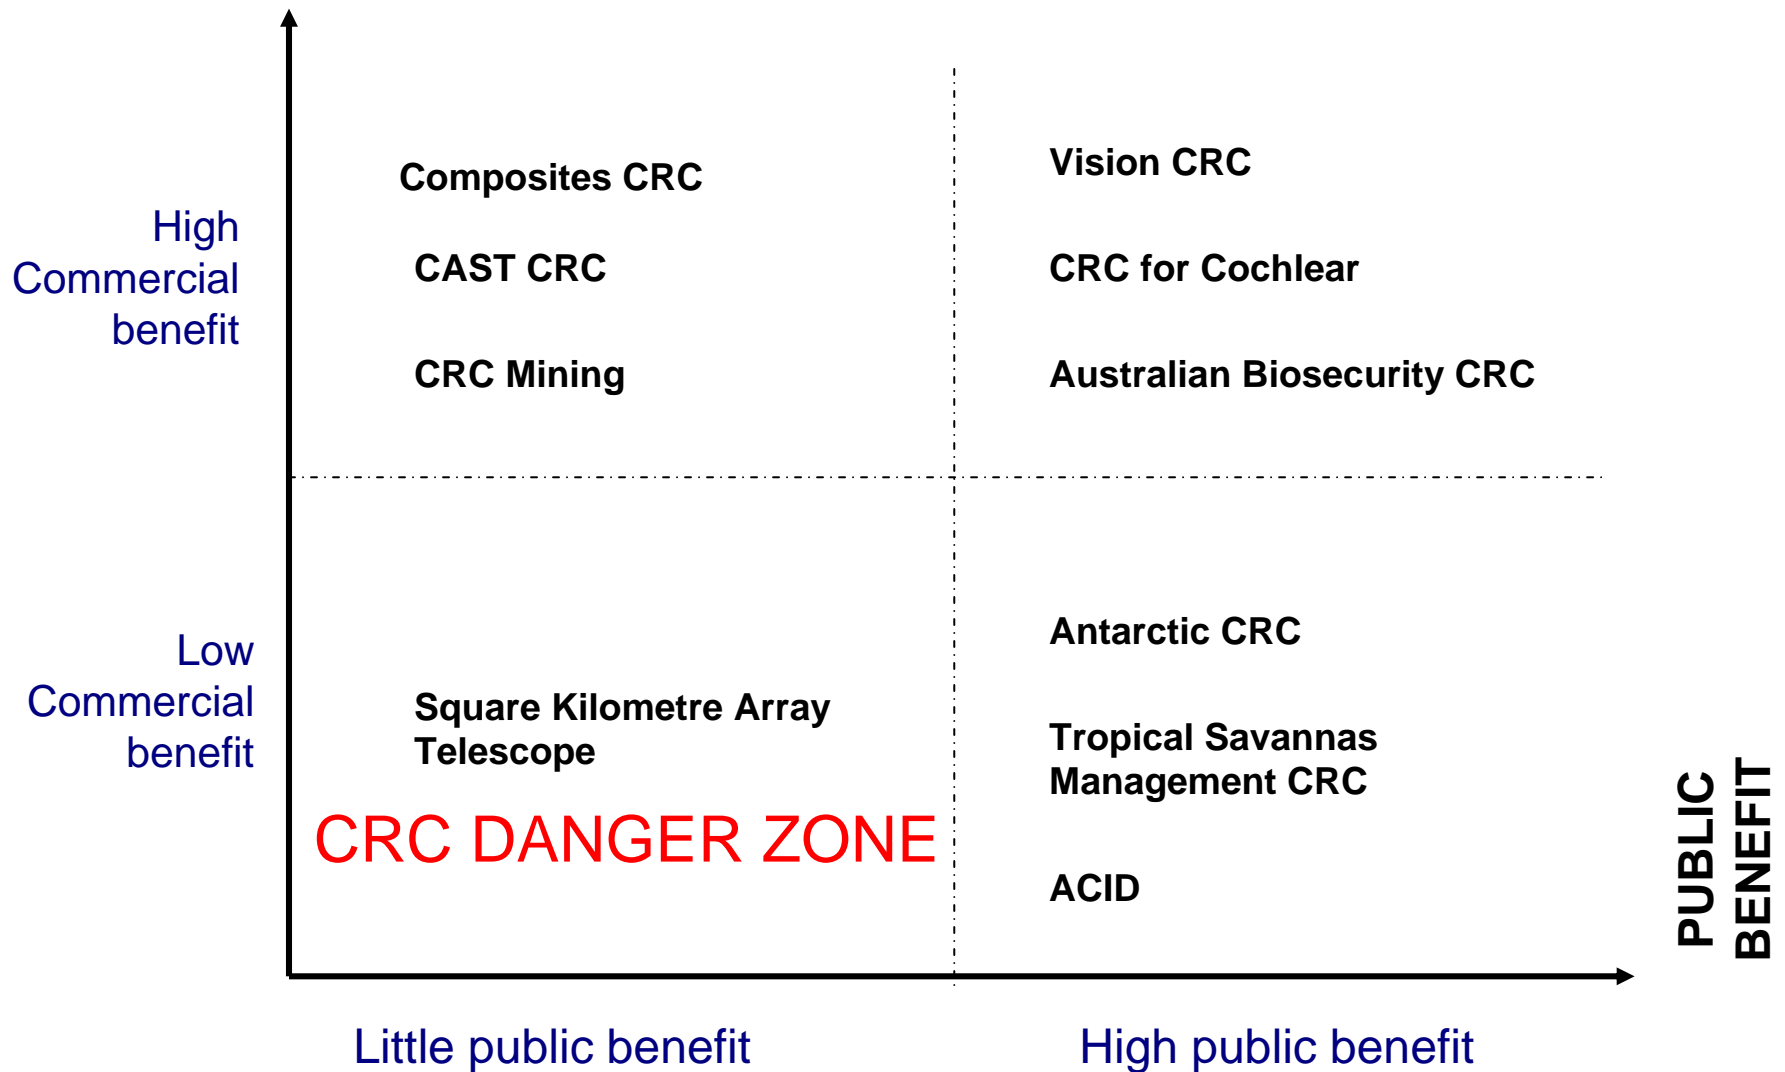 High
Commercial
benefit
Composites CRC
CAST CRC
CRC Mining
Vision CRC
CRC for Cochlear
Australian Biosecurity CRC
Low
Commercial
benefit
Square Kilometre Array
Telescope
CRC DANGER ZONE
Antarctic CRC
Tropical Savannas
Management CRC
ACID
PUBLIC
BENEFIT
Little public benefit
High public benefit